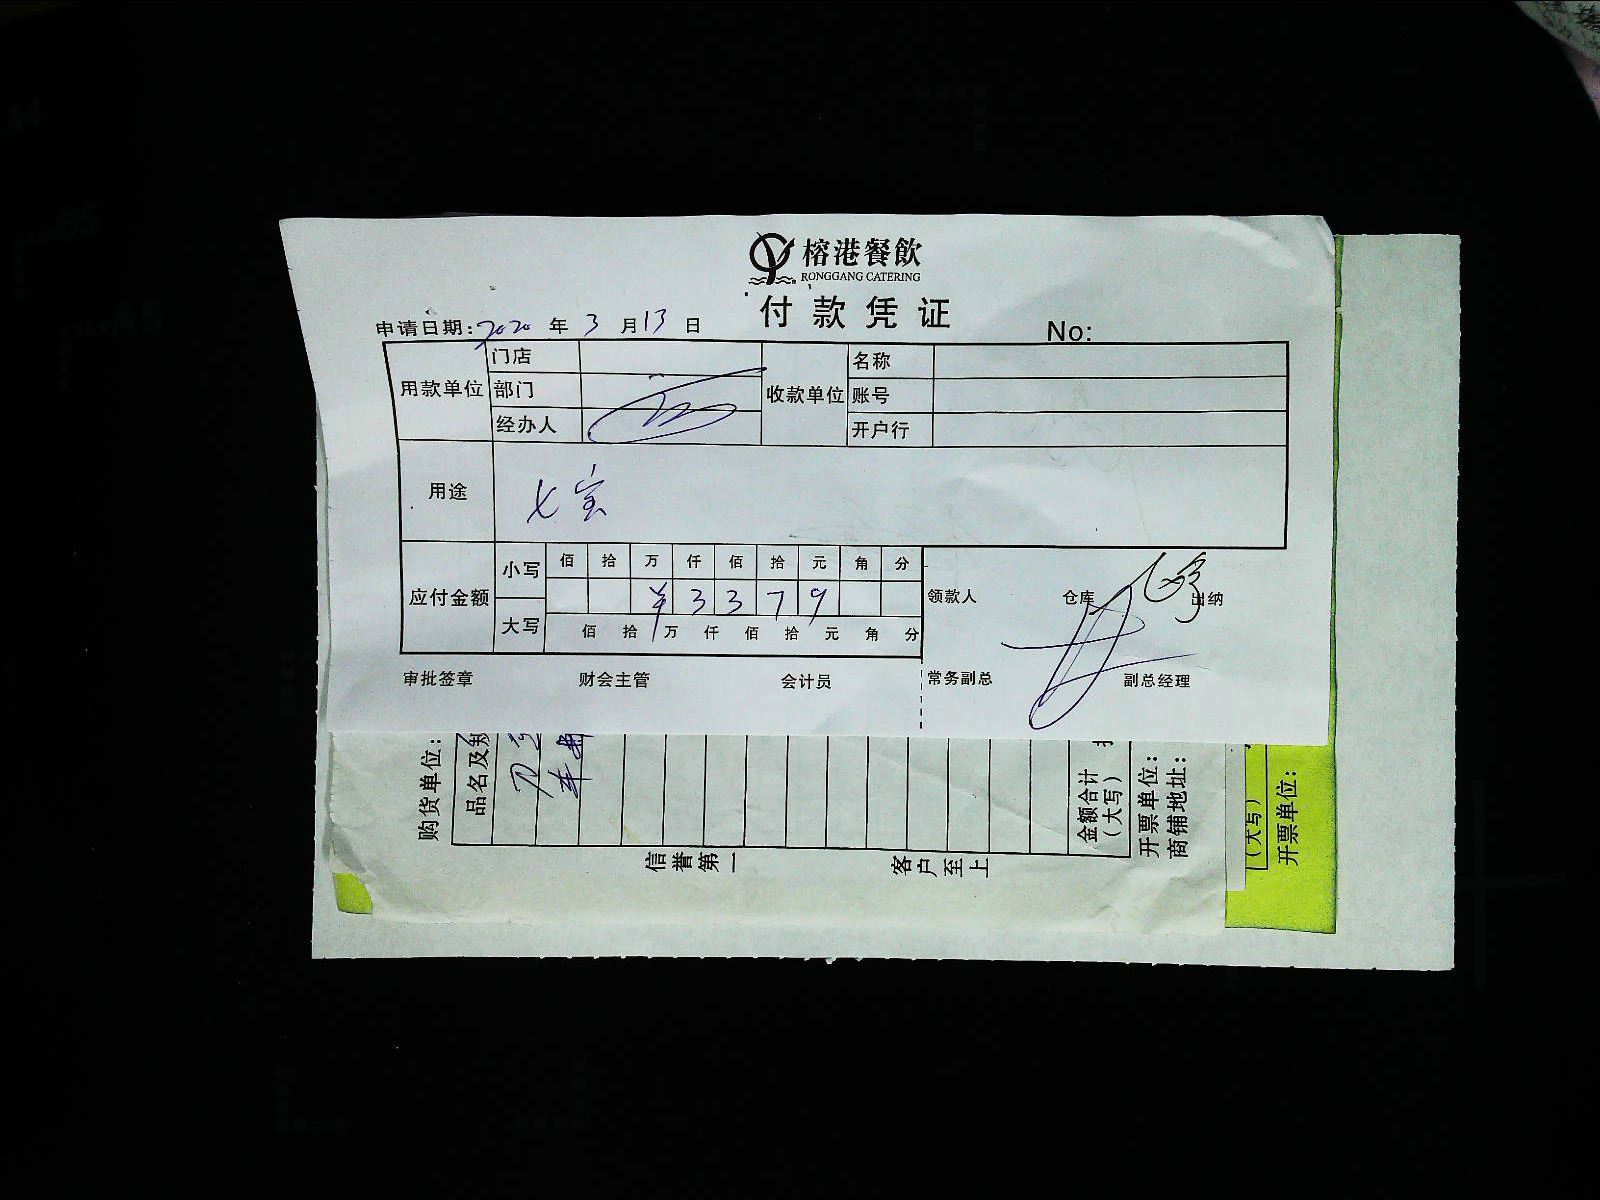 榕港餐飲
RONGGANG CATERING
付款凭证
申请日期: 2020 年 3 月 13 日
No:
用款单位 门店 收款单位 名称
部门 账号
经办人 开户行
用途 七宝
应付金额 小写 佰 拾 万 仟 佰 拾 元 角 分
¥ 3 3 7 9
大写 佰 拾 万 仟 佰 拾 元 角 分
领款人 仓库 出纳
审批签章 财会主管 会计员 常务副总 副总经理
购货单位:
品名及规
金额合计
(大写)
开票单位:
商铺地址:
信誉第一 客户至上
(大写)
开票单位: